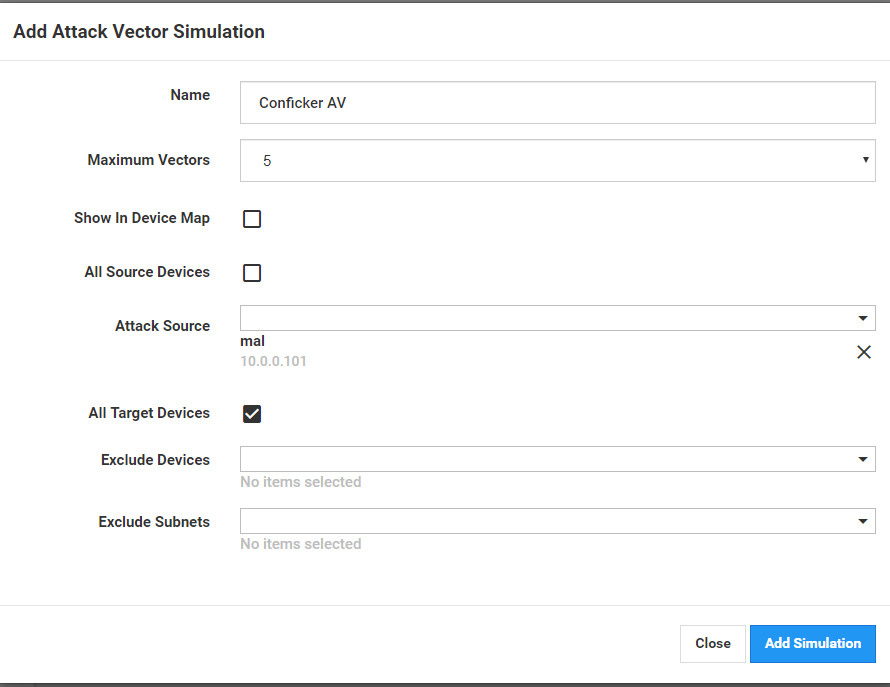 Add Attack Vector Simulation
Name
Conficker AV
Maximum Vectors
5
Show In Device Map
All Source Devices
Attack Source
mal
10.0.0.101
All Target Devices
Exclude Devices
No items selected
Exclude Subnets
No items selected
Close
Add Simulation